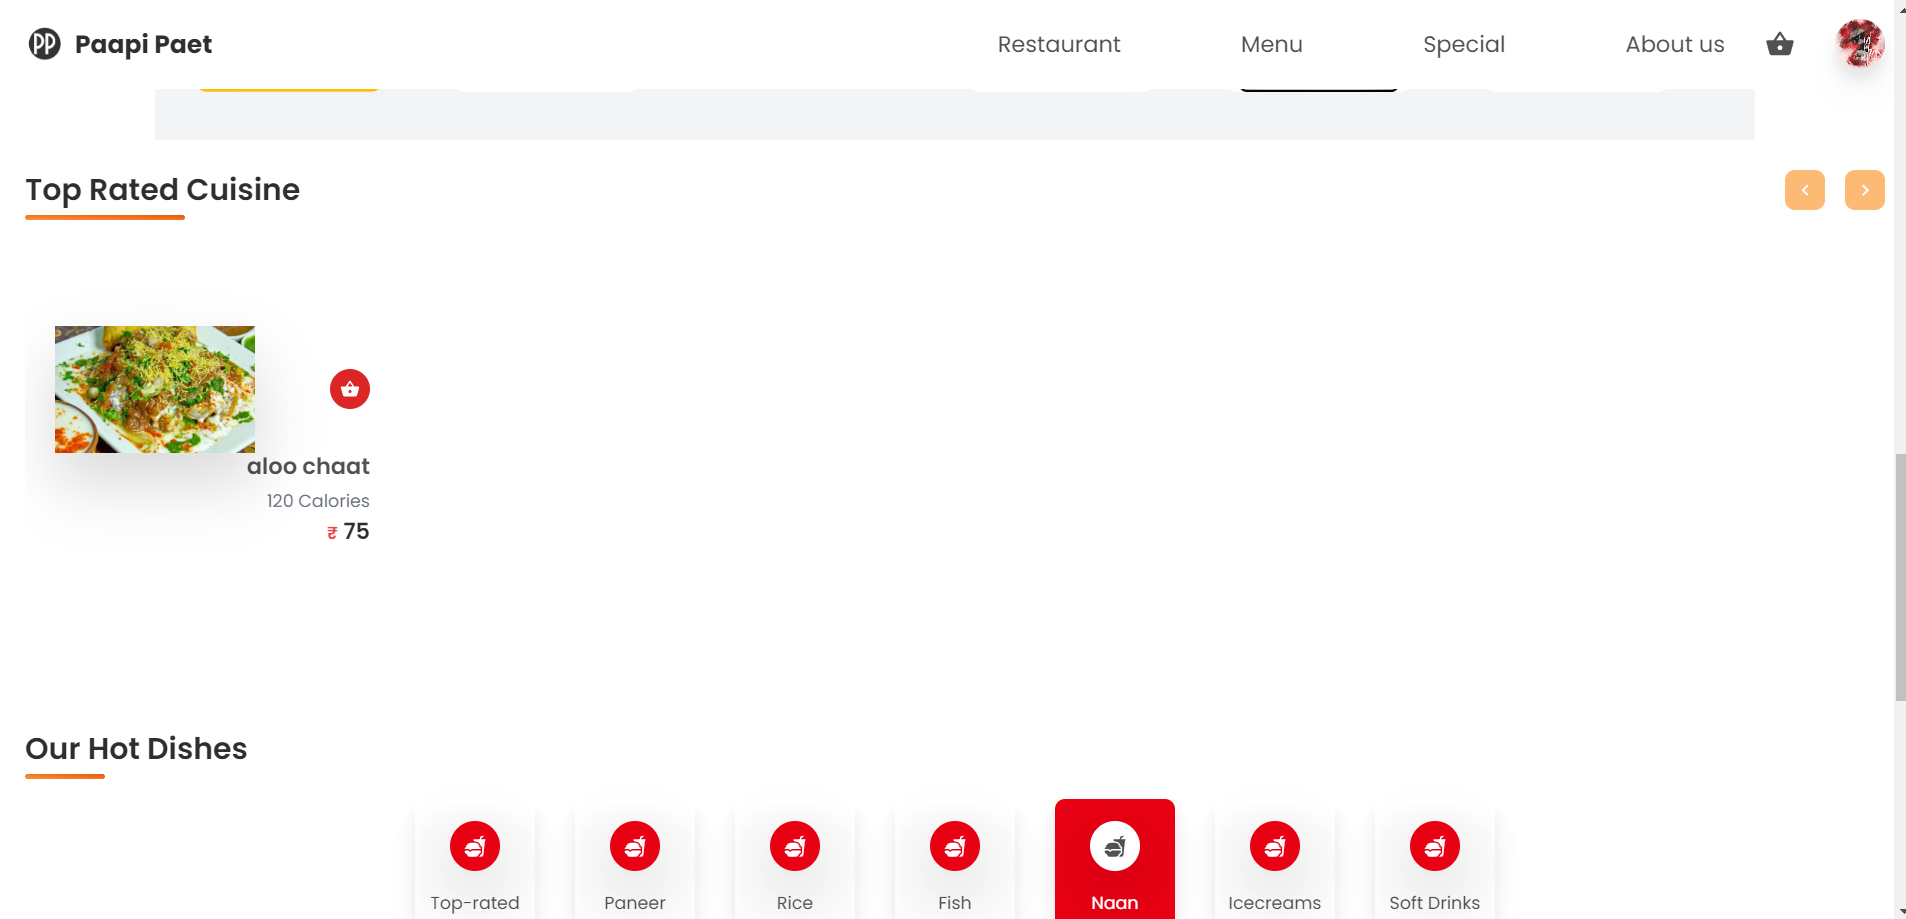 PP Paapi Paet
Restaurant
Menu
Special
About us
Top Rated Cuisine
aloo chaat
120 Calories
₹ 75
Our Hot Dishes
Top-rated
Paneer
Rice
Fish
Naan
Icecreams
Soft Drinks